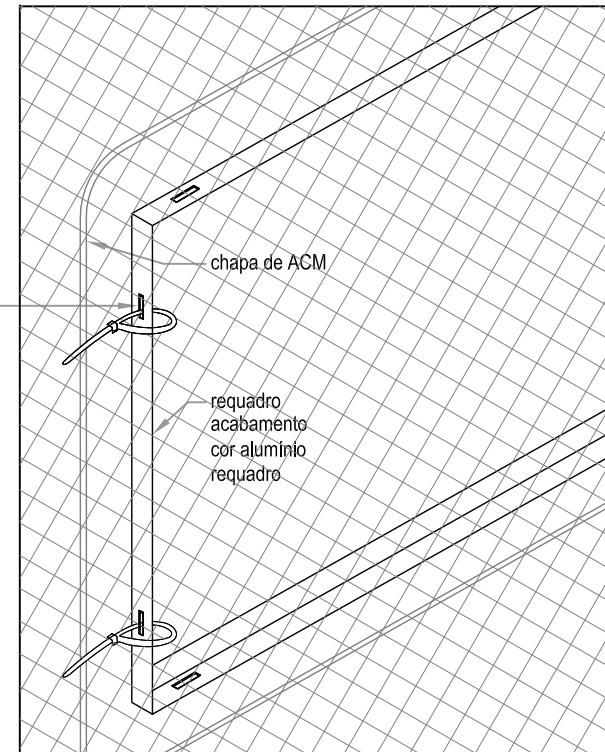 chapa de ACM
requadro
acabamento
cor alumínio
requadro